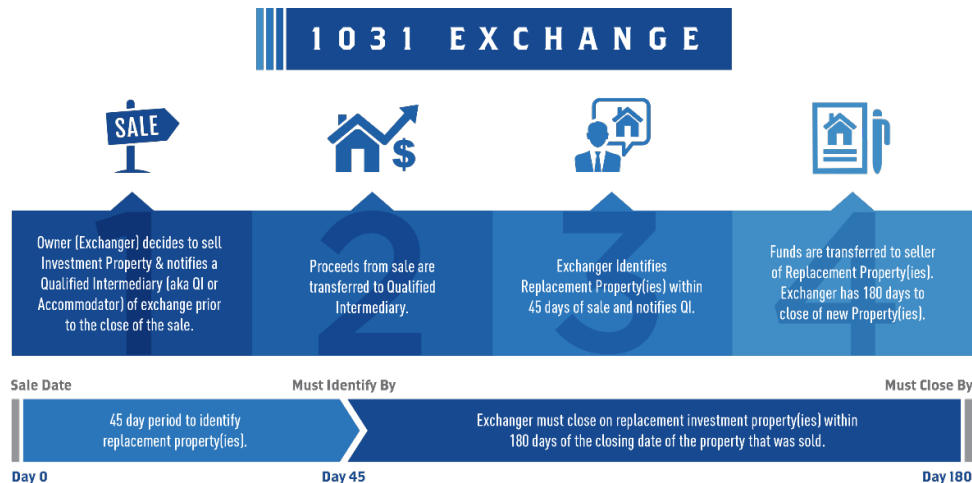 1031 EXCHANGE
SALE
$
1
Owner (Exchanger) decides to sell
Investment Property & notifies a
Qualified Intermediary (aka QI or
Accommodator) of exchange prior
to the close of the sale.
2
Proceeds from sale are
transferred to Qualified
Intermediary.
3
Exchanger Identifies
Replacement Property(ies) within
45 days of sale and notifies QI.
4
Funds are transferred to seller
of Replacement Property(ies).
Exchanger has 180 days to
close of new Property(ies).
Sale Date
Must Identify By
Must Close By
45 day period to identify
replacement property(ies).
Exchanger must close on replacement investment property(ies) within
180 days of the closing date of the property that was sold.
Day 0
Day 45
Day 180